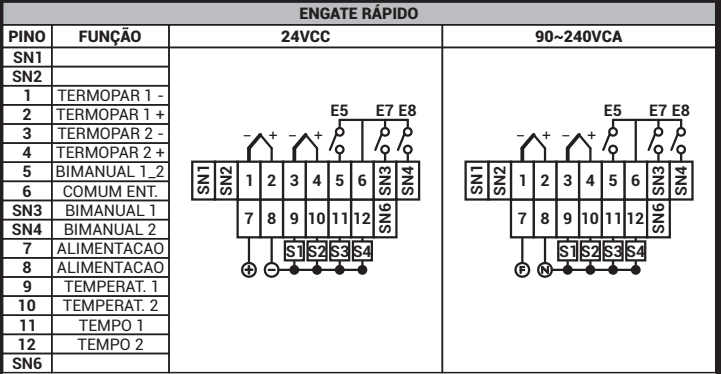 ENGATE RÁPIDO
PINO FUNÇÃO 24VCC 90~240VCA
SN1
SN2
1 TERMOPAR 1 -
2 TERMOPAR 1 +
3 TERMOPAR 2 -
4 TERMOPAR 2 +
5 BIMANUAL 1_2
6 COMUM ENT.
SN3 BIMANUAL 1
SN4 BIMANUAL 2
7 ALIMENTACAO
8 ALIMENTACAO
9 TEMPERAT. 1
10 TEMPERAT. 2
11 TEMPO 1
12 TEMPO 2
SN6
E5 E7 E8
- + - +
SN1 SN2 1 2 3 4 5 6 SN3 SN4
7 8 9 10 11 12 SN6
S1 S2 S3 S4
+ -
E5 E7 E8
- + - +
SN1 SN2 1 2 3 4 5 6 SN3 SN4
7 8 9 10 11 12 SN6
S1 S2 S3 S4
F N